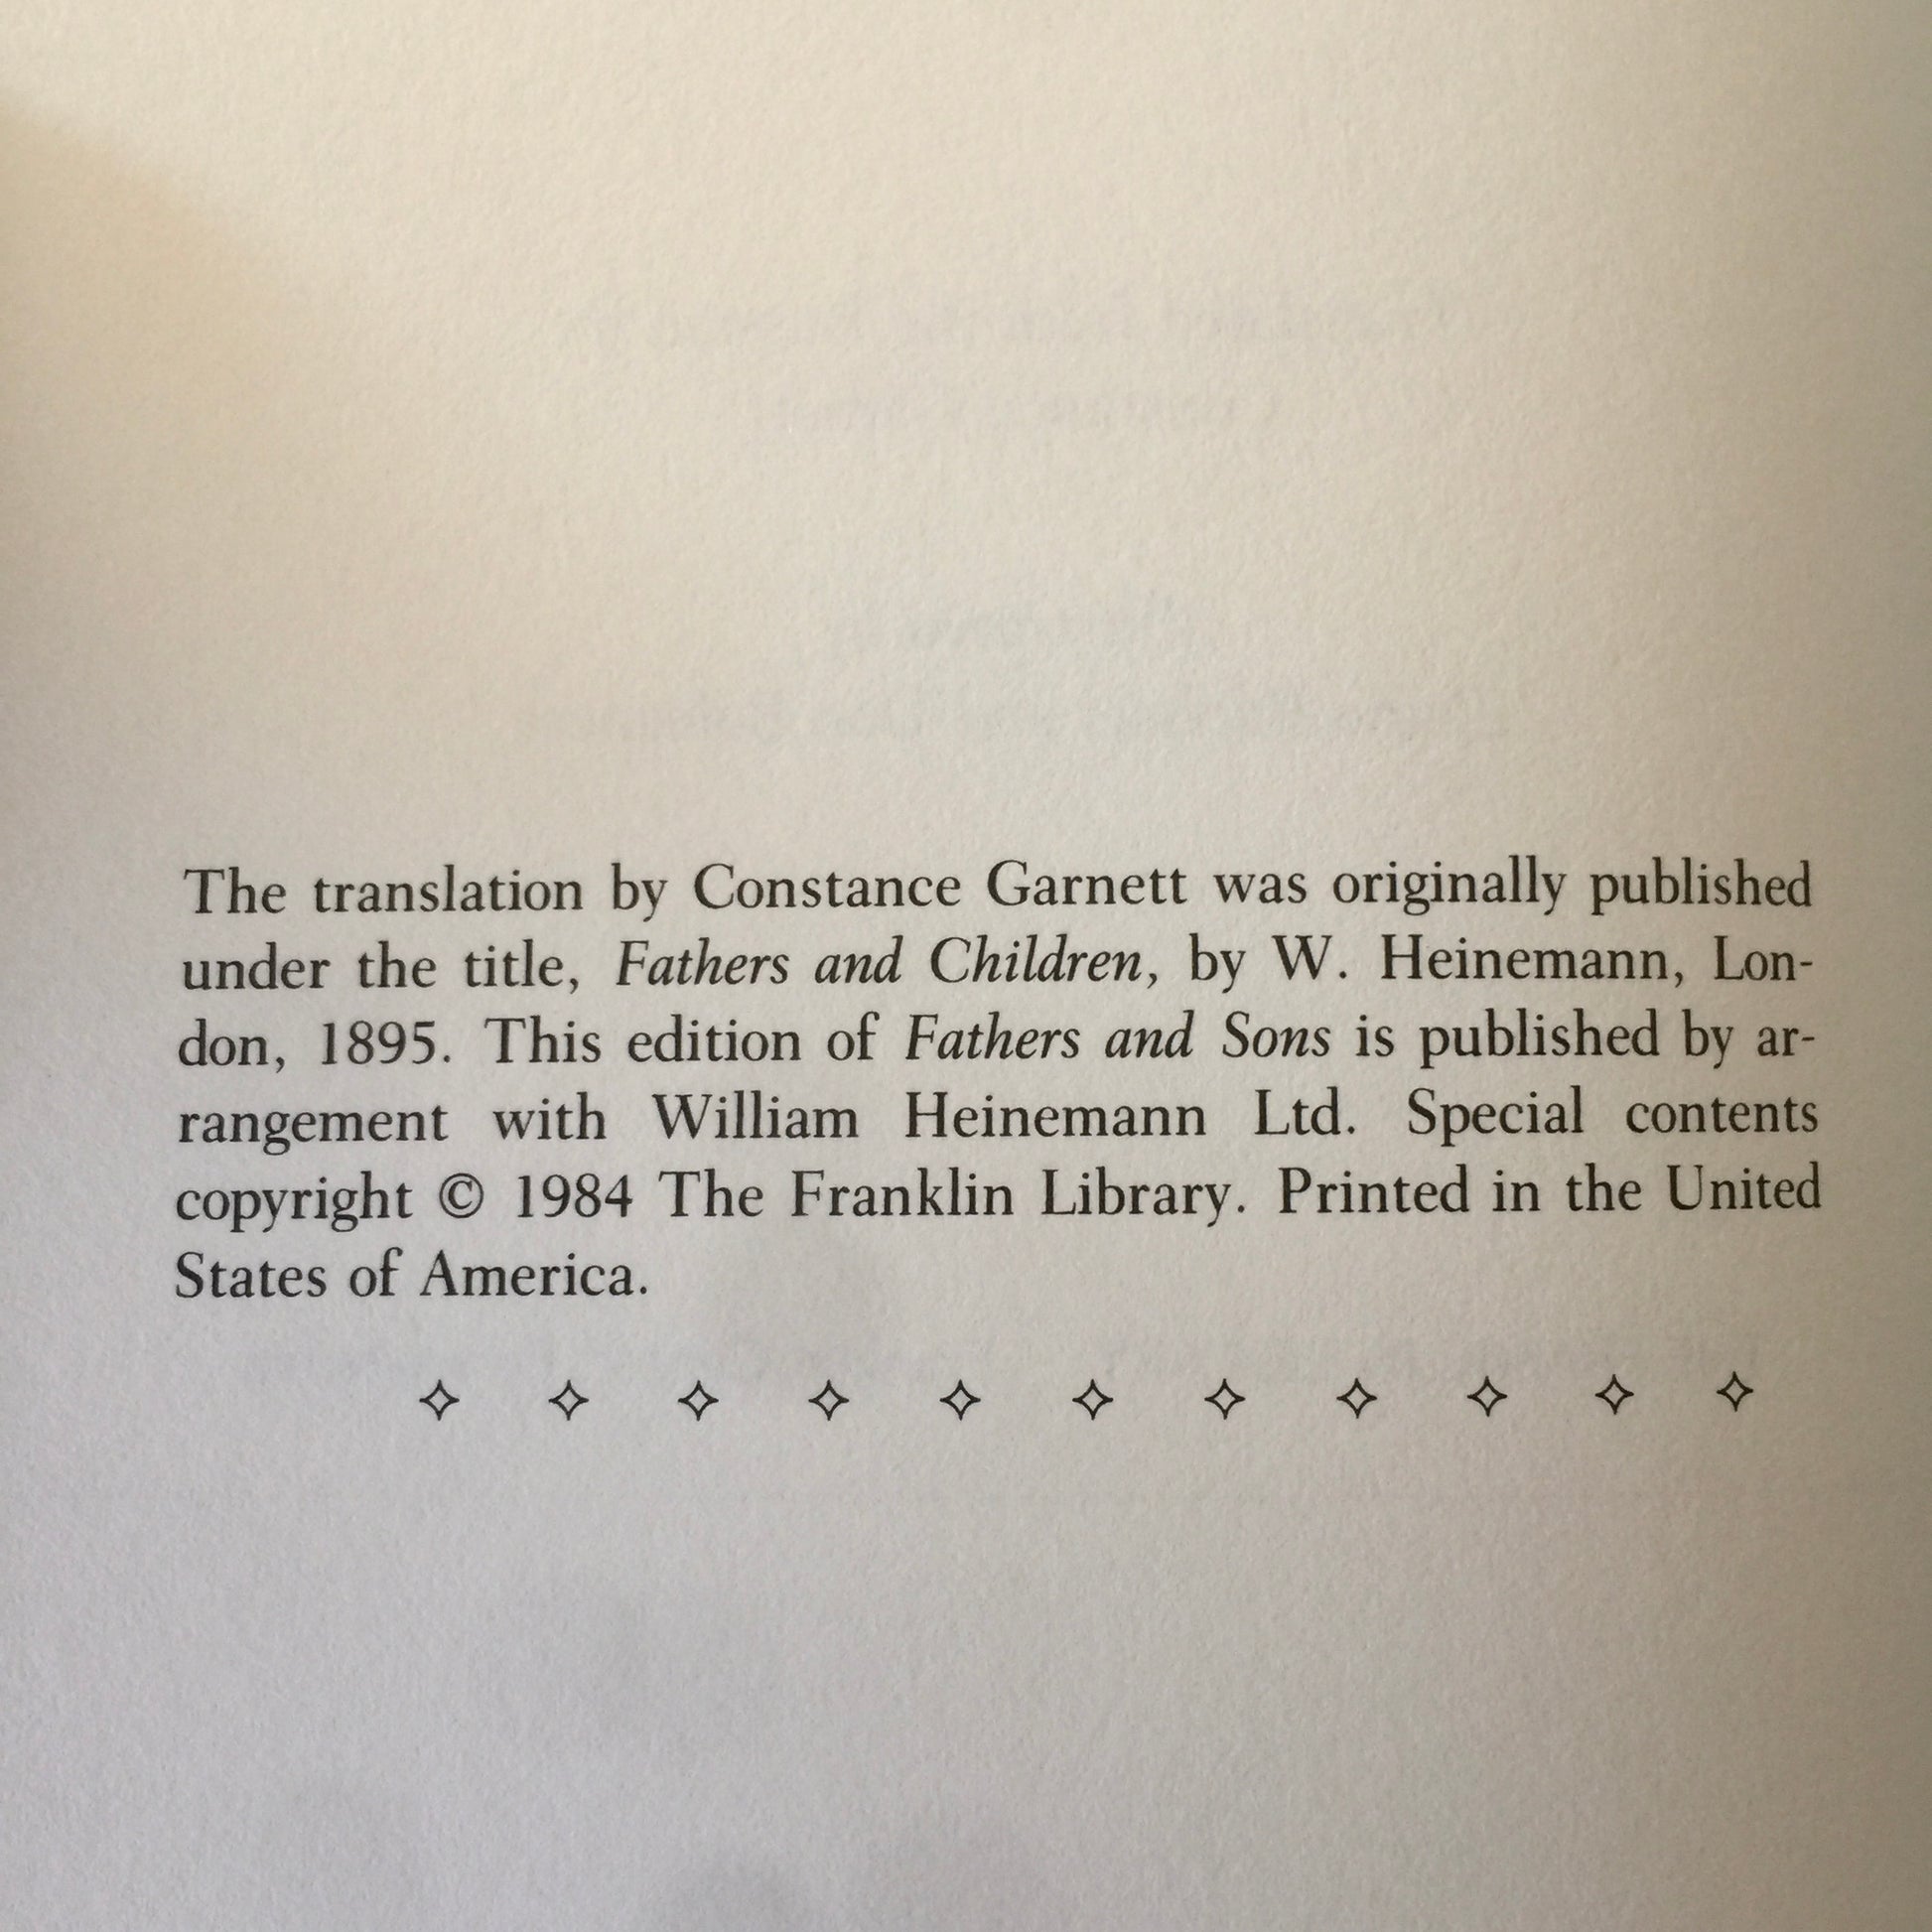 The translation by Constance Garnett was originally published
under the title, Fathers and Children, by W. Heinemann, Lon-
don, 1895. This edition of Fathers and Sons is published by ar-
rangement with William Heinemann Ltd. Special contents
copyright © 1984 The Franklin Library. Printed in the United
States of America.